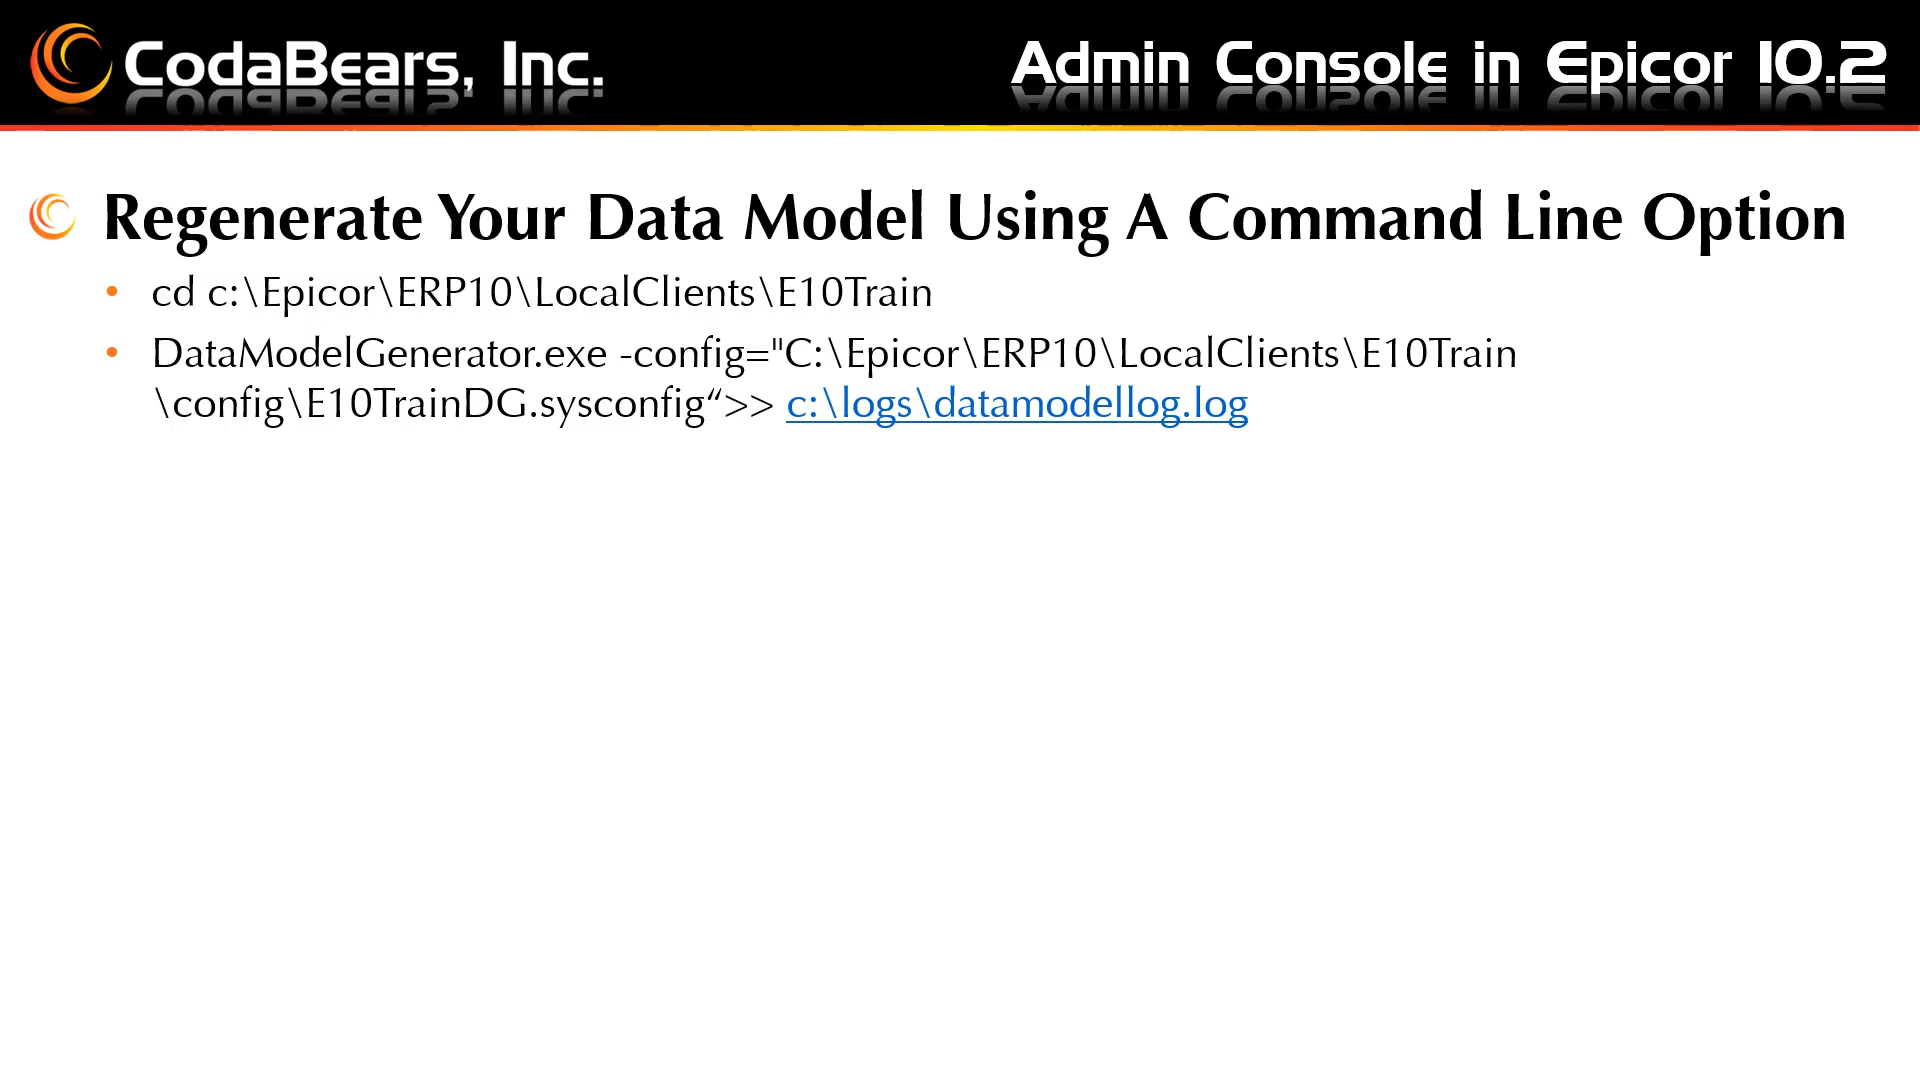 CodaBears, Inc.
Admin Console in Epicor 10.2
Regenerate Your Data Model Using A Command Line Option
• cd c:\Epicor\ERP10\LocalClients\E10Train
• DataModelGenerator.exe -config="C:\Epicor\ERP10\LocalClients\E10Train
\config\E10TrainDG.sysconfig“>> c:\logs\datamodellog.log